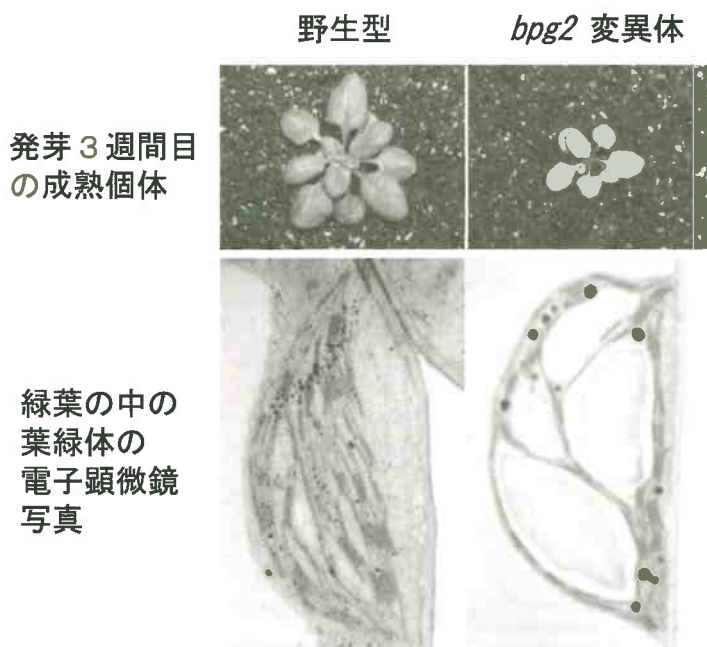 野生型
bpg2 変異体
発芽3週間目
の成熟個体
緑葉の中の
葉緑体の
電子顕微鏡
写真